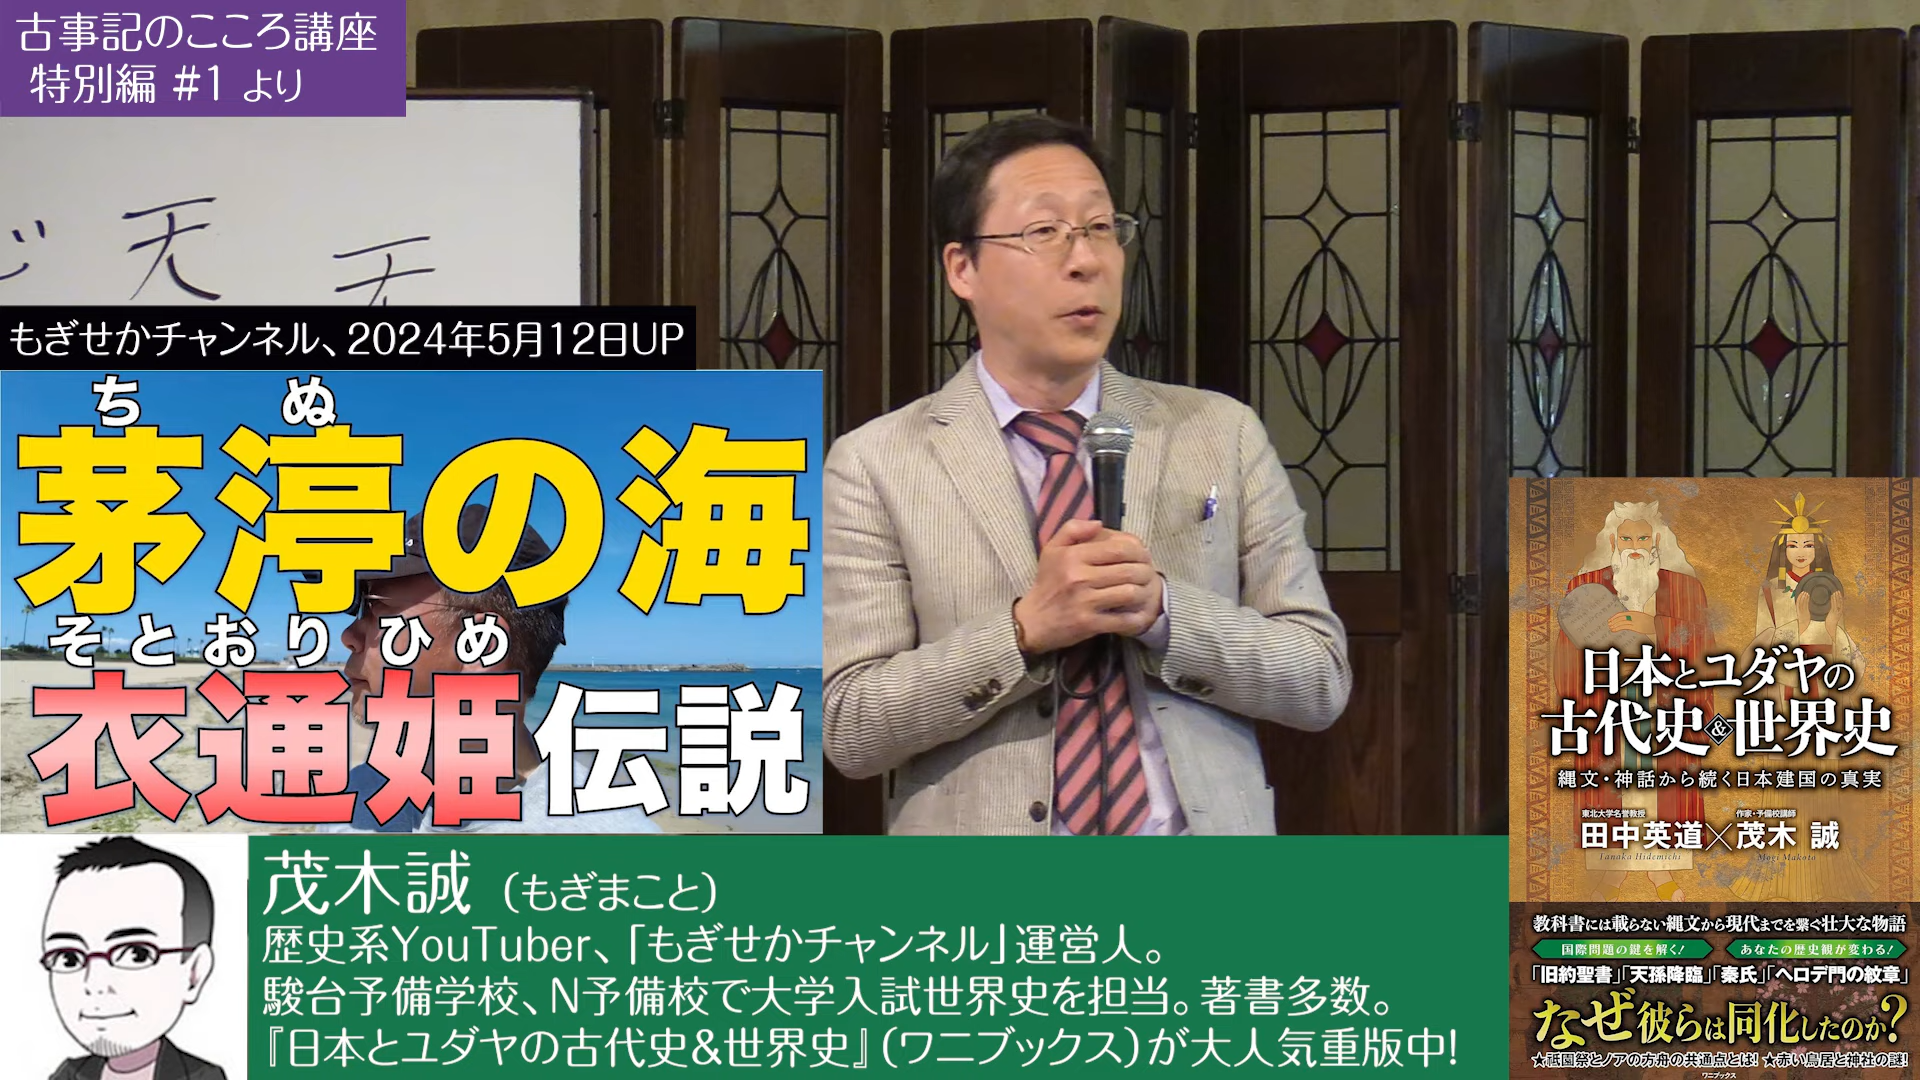 古事記のこころ講座
特別編 #1 より
天 天
もぎせかチャンネル、2024年5月12日UP
ち ぬ
茅渟の海
そとおりひめ
衣通姫伝説
茂木誠（もぎまこと）
歴史系YouTuber、「もぎせかチャンネル」運営人。
駿台予備学校、N予備校で大学入試世界史を担当。著書多数。
『日本とユダヤの古代史&世界史』（ワニブックス）が大人気重版中!
日本とユダヤの
古代史&世界史
縄文・神話から続く日本建国の真実
東北大学名誉教授 作家・予備校講師
田中英道×茂木 誠
Tanaka Hidemichi Mogi Makoto
教科書には載らない縄文から現代までを繋ぐ壮大な物語
国際問題の鍵を解く! あなたの歴史観が変わる!
「旧約聖書」「天孫降臨」「秦氏」「ヘロデ門の紋章」
なぜ彼らは同化したのか?
★祇園祭とノアの方舟の共通点とは! ★赤い鳥居と神社の謎!
ワニブックス